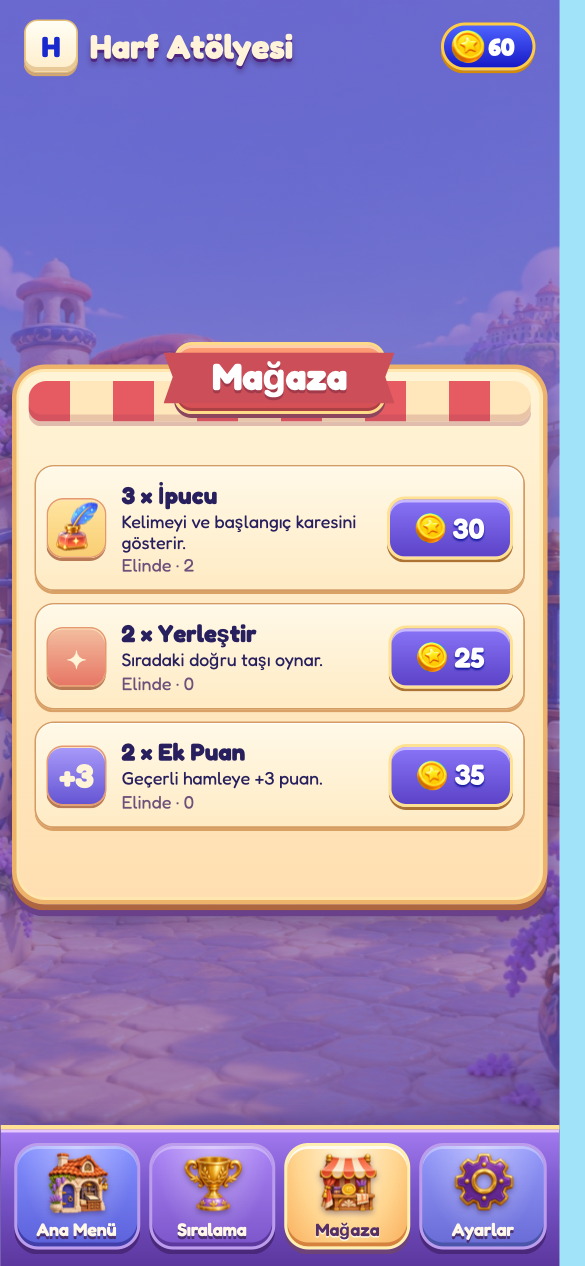 H
Harf Atölyesi
60
Mağaza
3 × İpucu
Kelimeyi ve başlangıç karesini
gösterir.
Elinde · 2
30
2 × Yerleştir
Sıradaki doğru taşı oynar.
Elinde · 0
25
+3
2 × Ek Puan
Geçerli hamleye +3 puan.
Elinde · 0
35
Ana Menü
Sıralama
Mağaza
Ayarlar